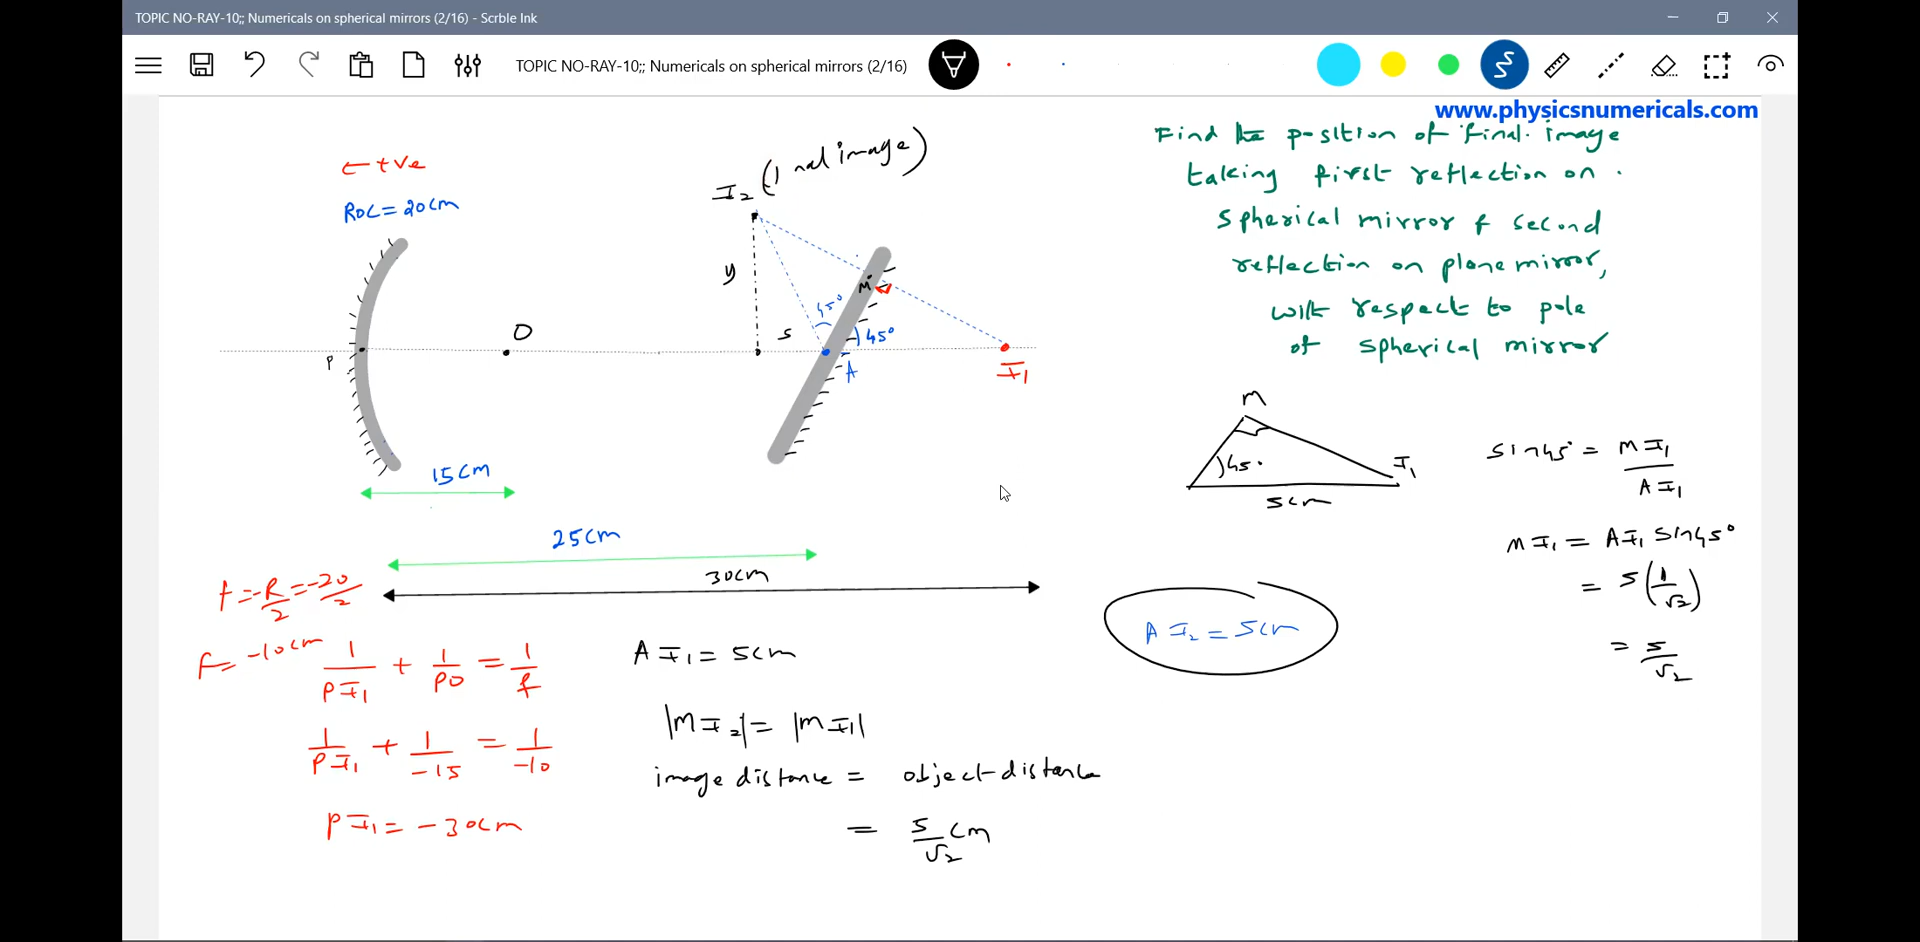 TOPIC NO-RAY-10;; Numericals on spherical mirrors (2/16) - Scrble Ink
TOPIC NO-RAY-10;; Numericals on spherical mirrors (2/16)
www.physicsnumericals.com
Find the position of final image
taking first reflection on
spherical mirror & second
reflection on plane mirror,
with respect to pole
of spherical mirror
← +ve
ROC = 20cm
I₂ (final image)
y
M
45°
45°
O
S
P
A
I₁
15cm
25cm
30cm
f = -R/2 = -20/2
F = -10cm
1/PI₁ + 1/PO = 1/f
1/PI₁ + 1/-15 = 1/-10
PI₁ = -30cm
AI₁ = 5cm
|MI₂| = |MI₁|
image distance = object distance
= 5/√2 cm
M
45°
I₁
5cm
AI₂ = 5cm
sin45° = MI₁/AI₁
MI₁ = AI₁ sin45°
= 5(1/√2)
= 5/√2